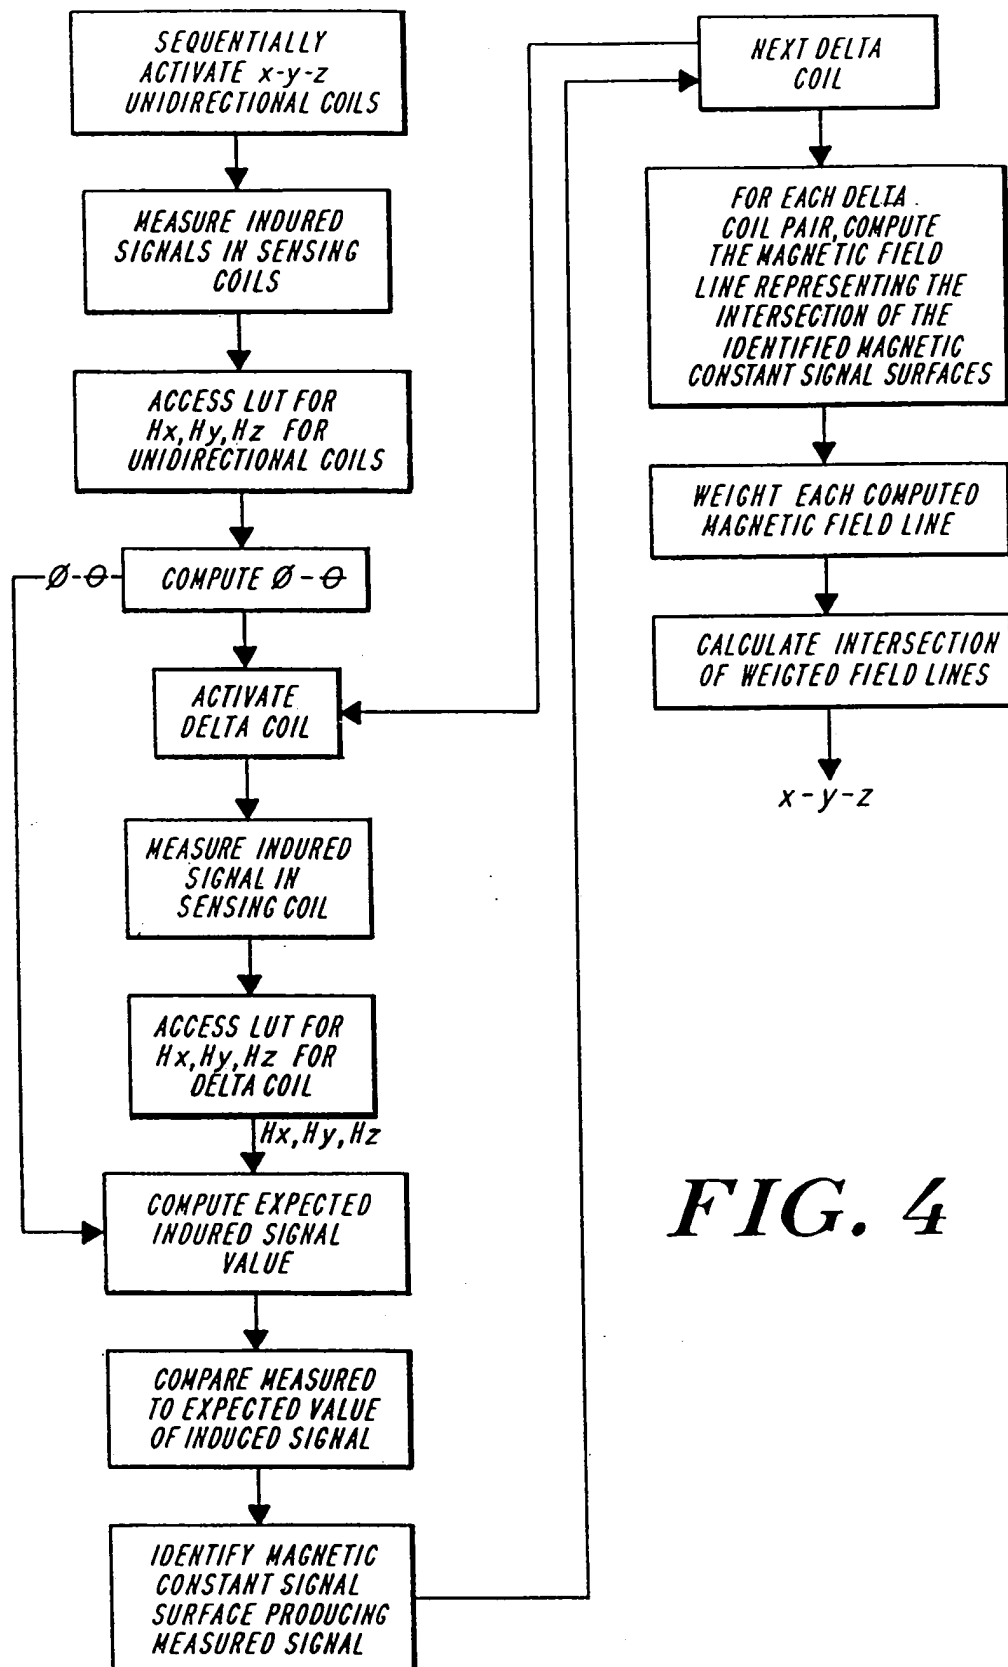 SEQUENTIALLY
ACTIVATE x-y-z
UNIDIRECTIONAL COILS
MEASURE INDURED
SIGNALS IN SENSING
COILS
ACCESS LUT FOR
Hx, Hy, Hz FOR
UNIDIRECTIONAL COILS
Ø-Θ
COMPUTE Ø-Θ
ACTIVATE
DELTA COIL
MEASURE INDURED
SIGNAL IN
SENSING COIL
ACCESS LUT FOR
Hx, Hy, Hz FOR
DELTA COIL
Hx, Hy, Hz
COMPUTE EXPECTED
INDURED SIGNAL
VALUE
COMPARE MEASURED
TO EXPECTED VALUE
OF INDUCED SIGNAL
IDENTIFY MAGNETIC
CONSTANT SIGNAL
SURFACE PRODUCING
MEASURED SIGNAL
NEXT DELTA
COIL
FOR EACH DELTA
COIL PAIR, COMPUTE
THE MAGNETIC FIELD
LINE REPRESENTING THE
INTERSECTION OF THE
IDENTIFIED MAGNETIC
CONSTANT SIGNAL SURFACES
WEIGHT EACH COMPUTED
MAGNETIC FIELD LINE
CALCULATE INTERSECTION
OF WEIGTED FIELD LINES
x-y-z
FIG. 4